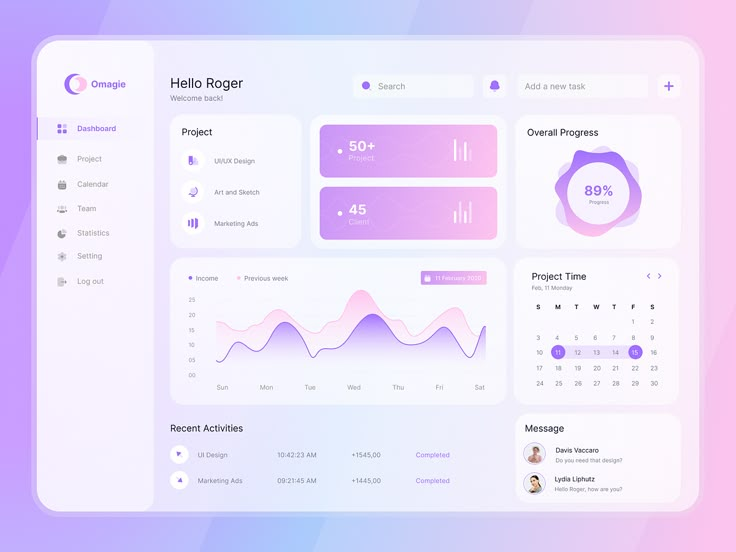 Omagie
Dashboard
Project
Calendar
Team
Statistics
Setting
Log out
Hello Roger
Welcome back!
Search
Add a new task
Project
UI/UX Design
Art and Sketch
Marketing Ads
50+
Project
45
Client
Overall Progress
89%
Progress
Income
Previous week
11 February 2020
25
20
15
10
05
00
Sun Mon Tue Wed Thu Fri Sat
Project Time
Feb, 11 Monday
S M T W T F S
1 2
3 4 5 6 7 8 9
10 11 12 13 14 15 16
17 18 19 20 21 22 23
24 25 26 27 28 29 30
Recent Activities
UI Design 10:42:23 AM +1545,00 Completed
Marketing Ads 09:21:45 AM +1445,00 Completed
Message
Davis Vaccaro
Do you need that design?
Lydia Liphutz
Hello Roger, how are you?